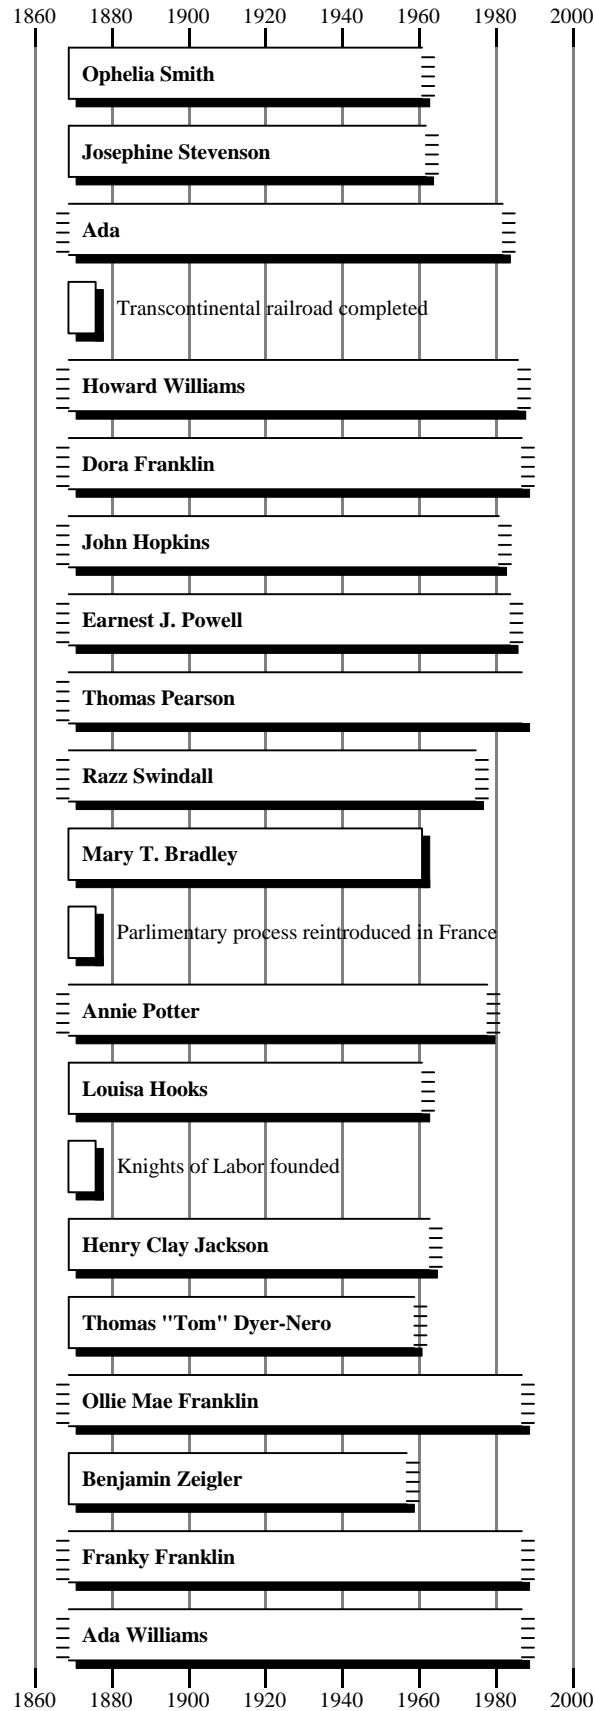 1860 1880 1900 1920 1940 1960 1980 2000
Ophelia Smith
Josephine Stevenson
Ada
Transcontinental railroad completed
Howard Williams
Dora Franklin
John Hopkins
Earnest J. Powell
Thomas Pearson
Razz Swindall
Mary T. Bradley
Parlimentary process reintroduced in France
Annie Potter
Louisa Hooks
Knights of Labor founded
Henry Clay Jackson
Thomas "Tom" Dyer-Nero
Ollie Mae Franklin
Benjamin Zeigler
Franky Franklin
Ada Williams
1860 1880 1900 1920 1940 1960 1980 2000